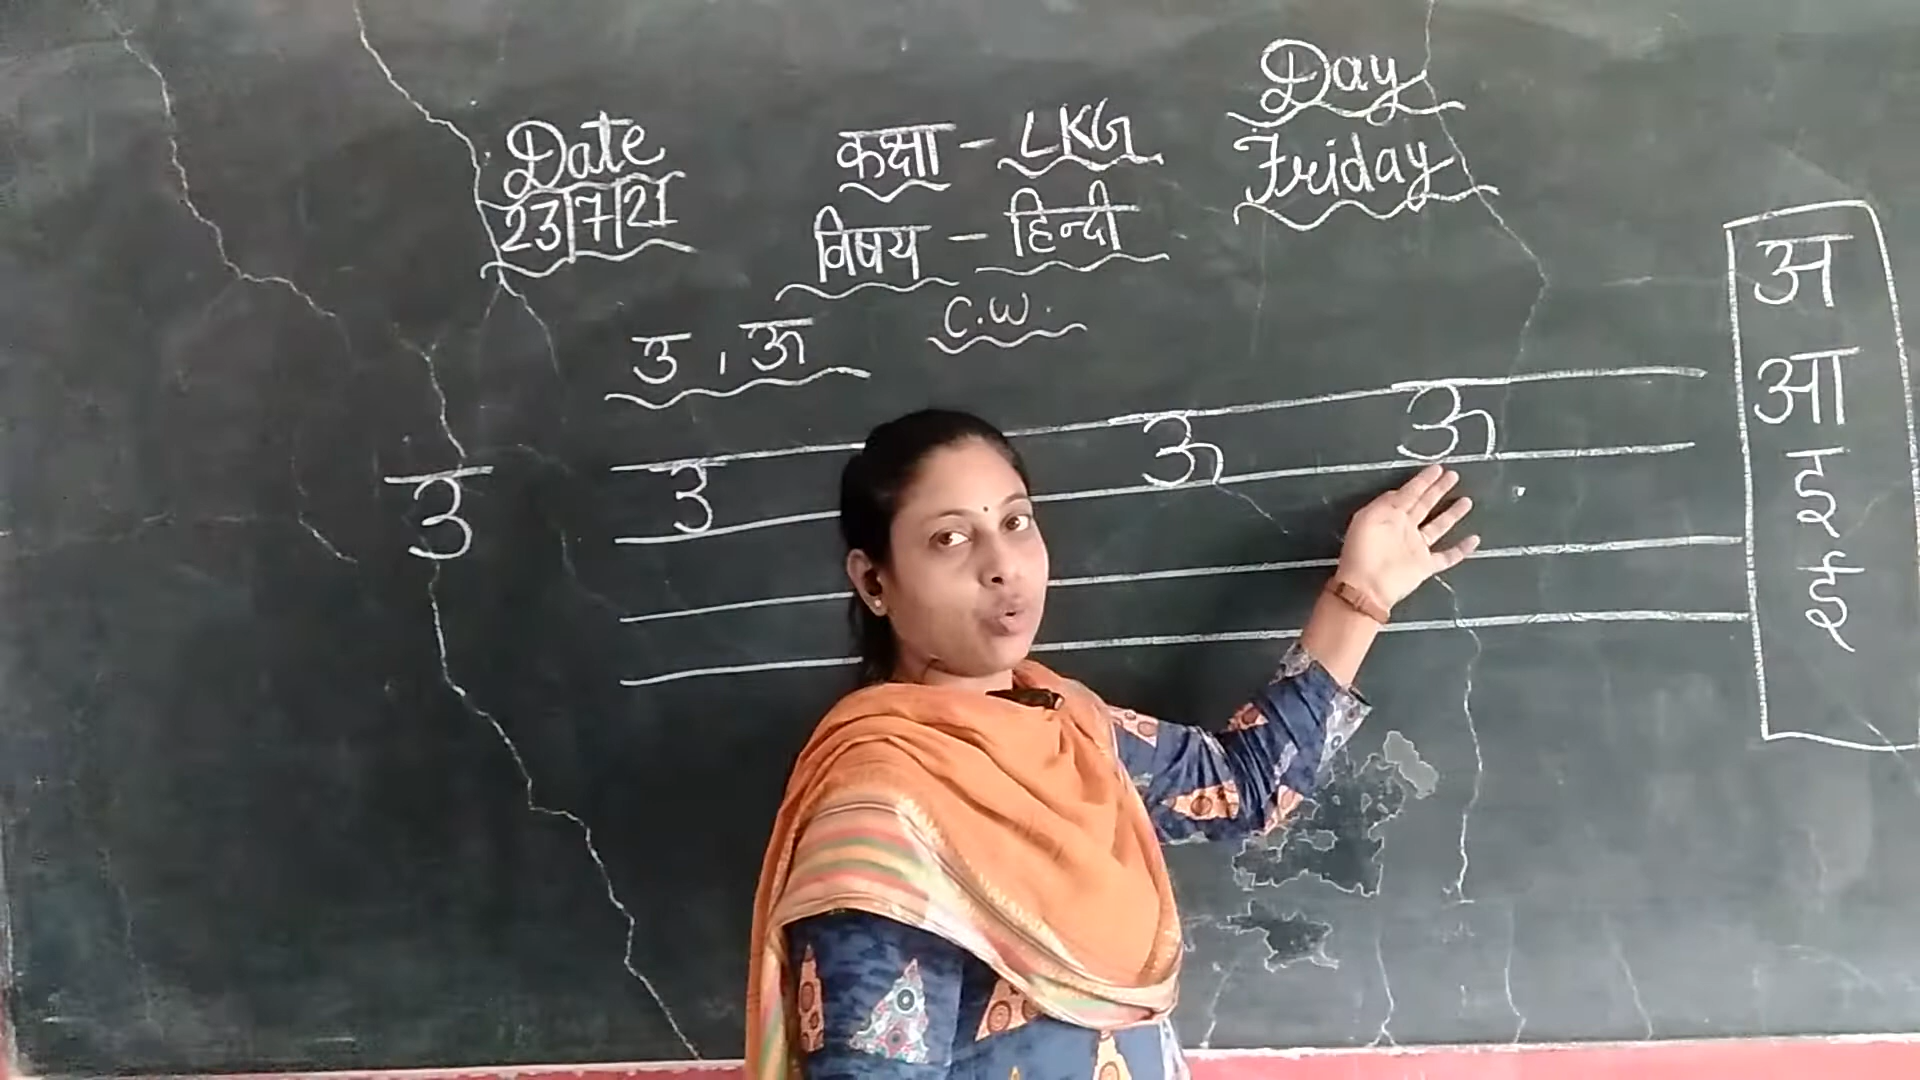 Day
Date
कक्षा - LKG
Friday
23/7/21
विषय - हिन्दी
C.W.
उ, ऊ
उ उ ऊ ऊ
अ
आ
इ
ई